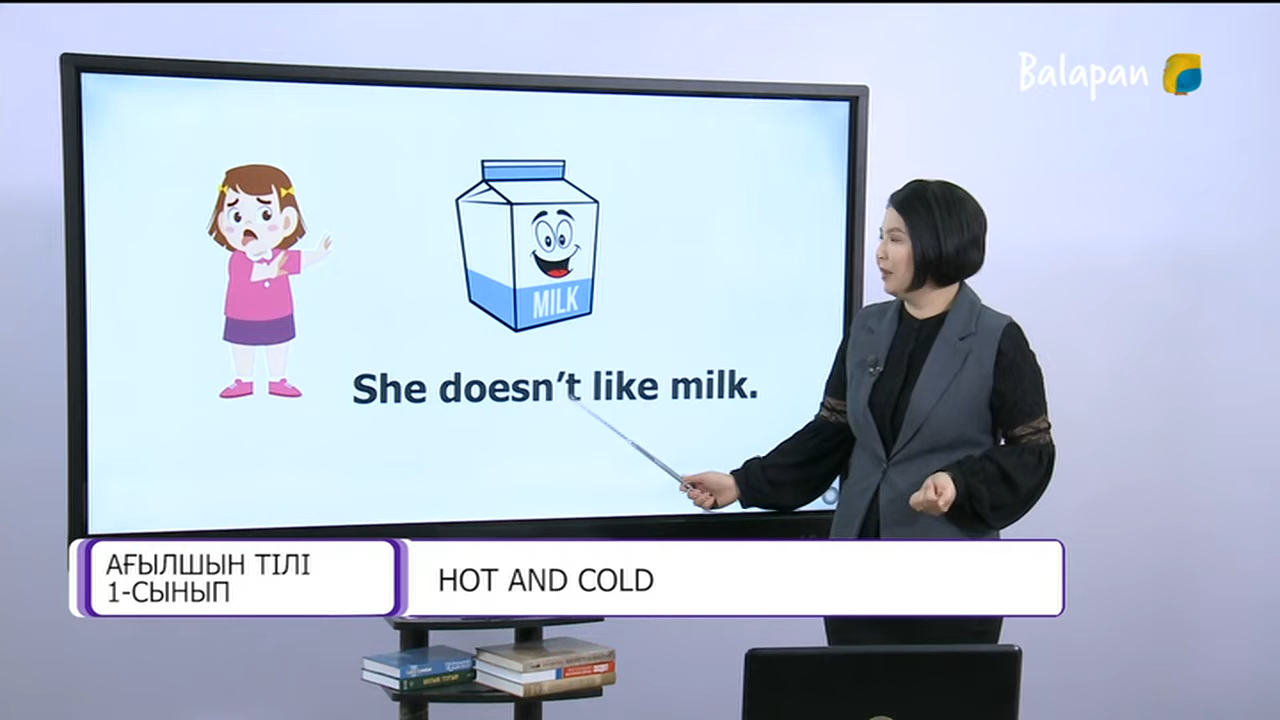 Balapan
MILK
She doesn't like milk.
АҒЫЛШЫН ТІЛІ
1-СЫНЫП
HOT AND COLD